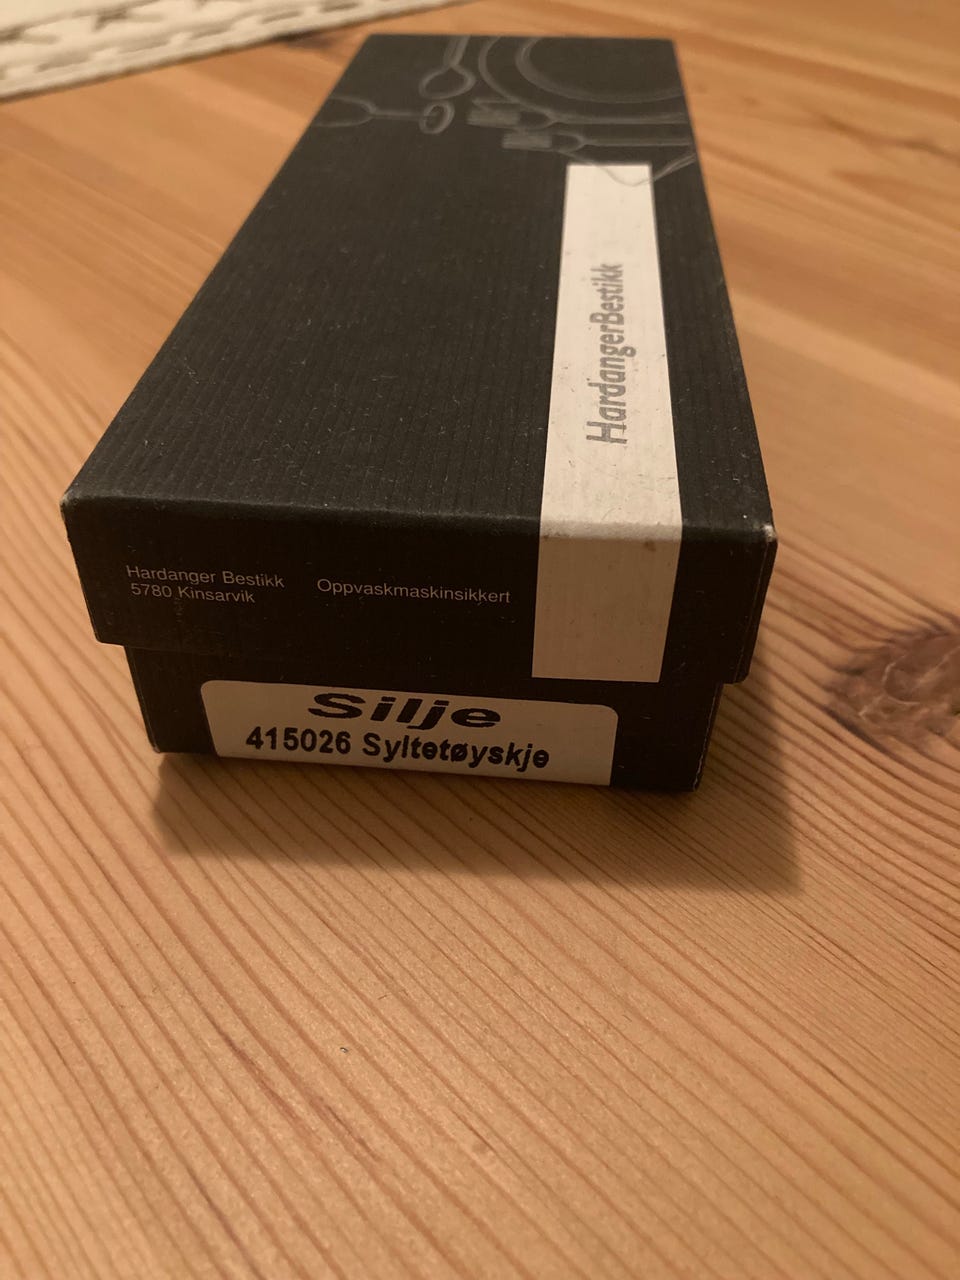 HardangerBestikk
Hardanger Bestikk
5780 Kinsarvik
Oppvaskmaskinsikkert
Silje
415026 Syltetøyskje